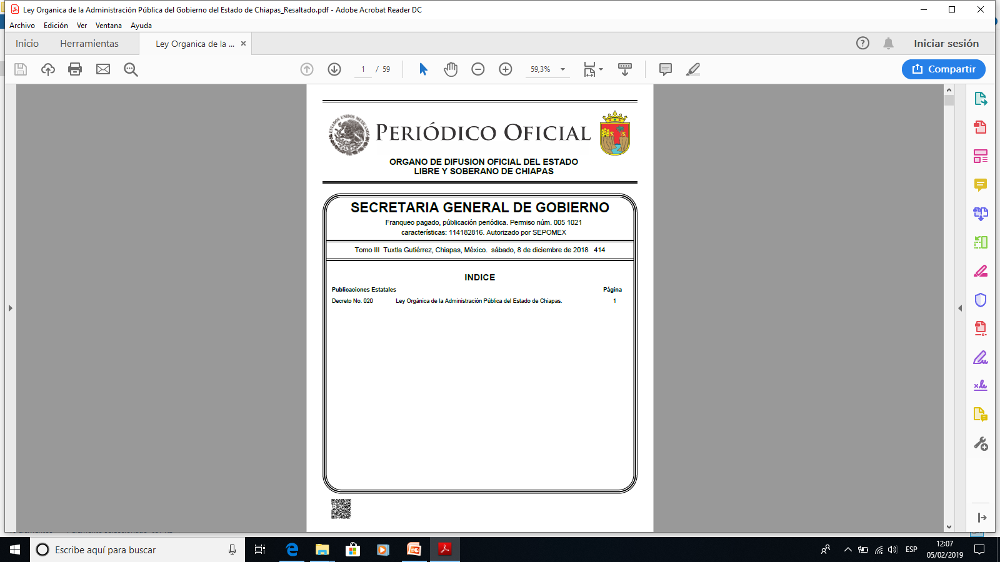 Ley Organica de la Administración Pública del Gobierno del Estado de Chiapas_Resaltado.pdf - Adobe Acrobat Reader DC
Archivo Edición Ver Ventana Ayuda
Inicio Herramientas Ley Organica de la ... × Iniciar sesión
1 / 59 59,3% Compartir
PERIÓDICO OFICIAL
ORGANO DE DIFUSION OFICIAL DEL ESTADO
LIBRE Y SOBERANO DE CHIAPAS
SECRETARIA GENERAL DE GOBIERNO
Franqueo pagado, públicación periódica. Permiso núm. 005 1021
características: 114182816. Autorizado por SEPOMEX
Tomo III Tuxtla Gutiérrez, Chiapas, México. sábado, 8 de diciembre de 2018 414
INDICE
Publicaciones Estatales Página
Decreto No. 020 Ley Orgánica de la Administración Pública del Estado de Chiapas. 1
Escribe aquí para buscar
ESP
12:07
05/02/2019